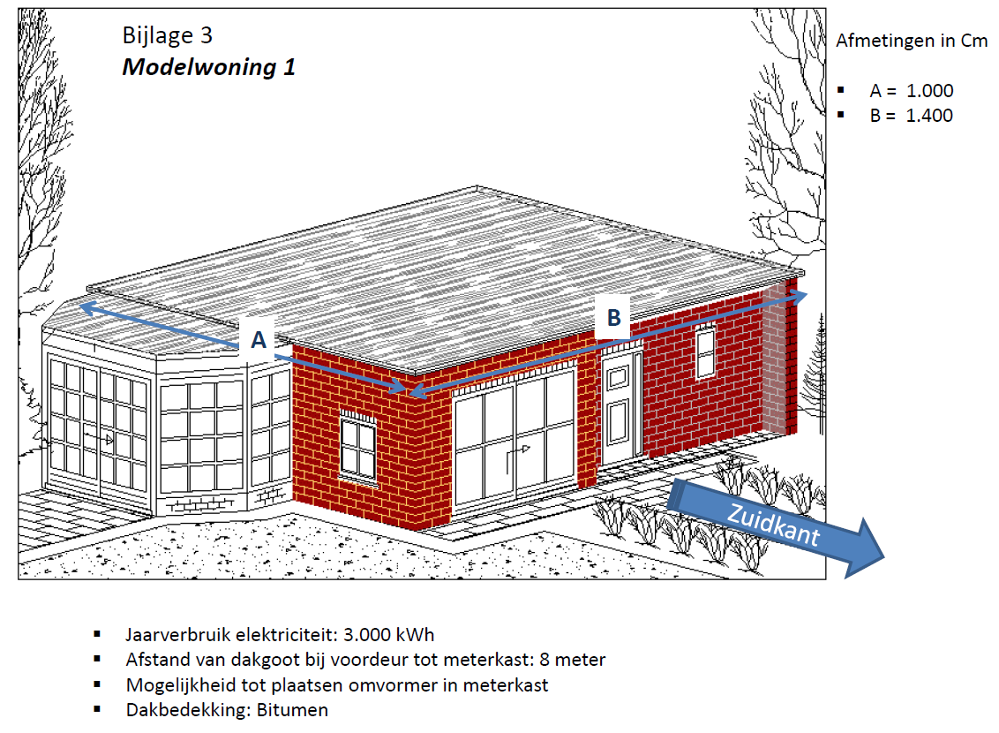 Bijlage 3
Modelwoning 1
Afmetingen in Cm
▪ A = 1.000
▪ B = 1.400
A
B
Zuidkant
▪ Jaarverbruik elektriciteit: 3.000 kWh
▪ Afstand van dakgoot bij voordeur tot meterkast: 8 meter
▪ Mogelijkheid tot plaatsen omvormer in meterkast
▪ Dakbedekking: Bitumen